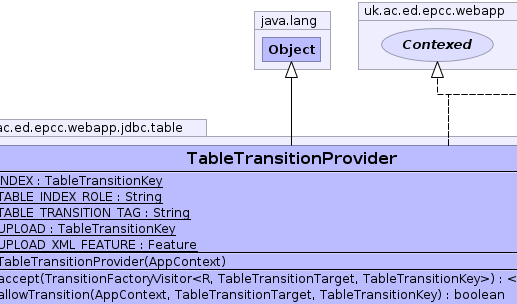 java.lang
uk.ac.ed.epcc.webapp
Object
Contexed
ac.ed.epcc.webapp.jdbc.table
TableTransitionProvider
INDEX : TableTransitionKey
TABLE_INDEX_ROLE : String
TABLE_TRANSITION_TAG : String
UPLOAD : TableTransitionKey
UPLOAD_XML_FEATURE : Feature
TableTransitionProvider(AppContext)
accept(TransitionFactoryVisitor<R, TableTransitionTarget, TableTransitionKey>) : <
allowTransition(AppContext, TableTransitionTarget, TableTransitionKey) : boolean